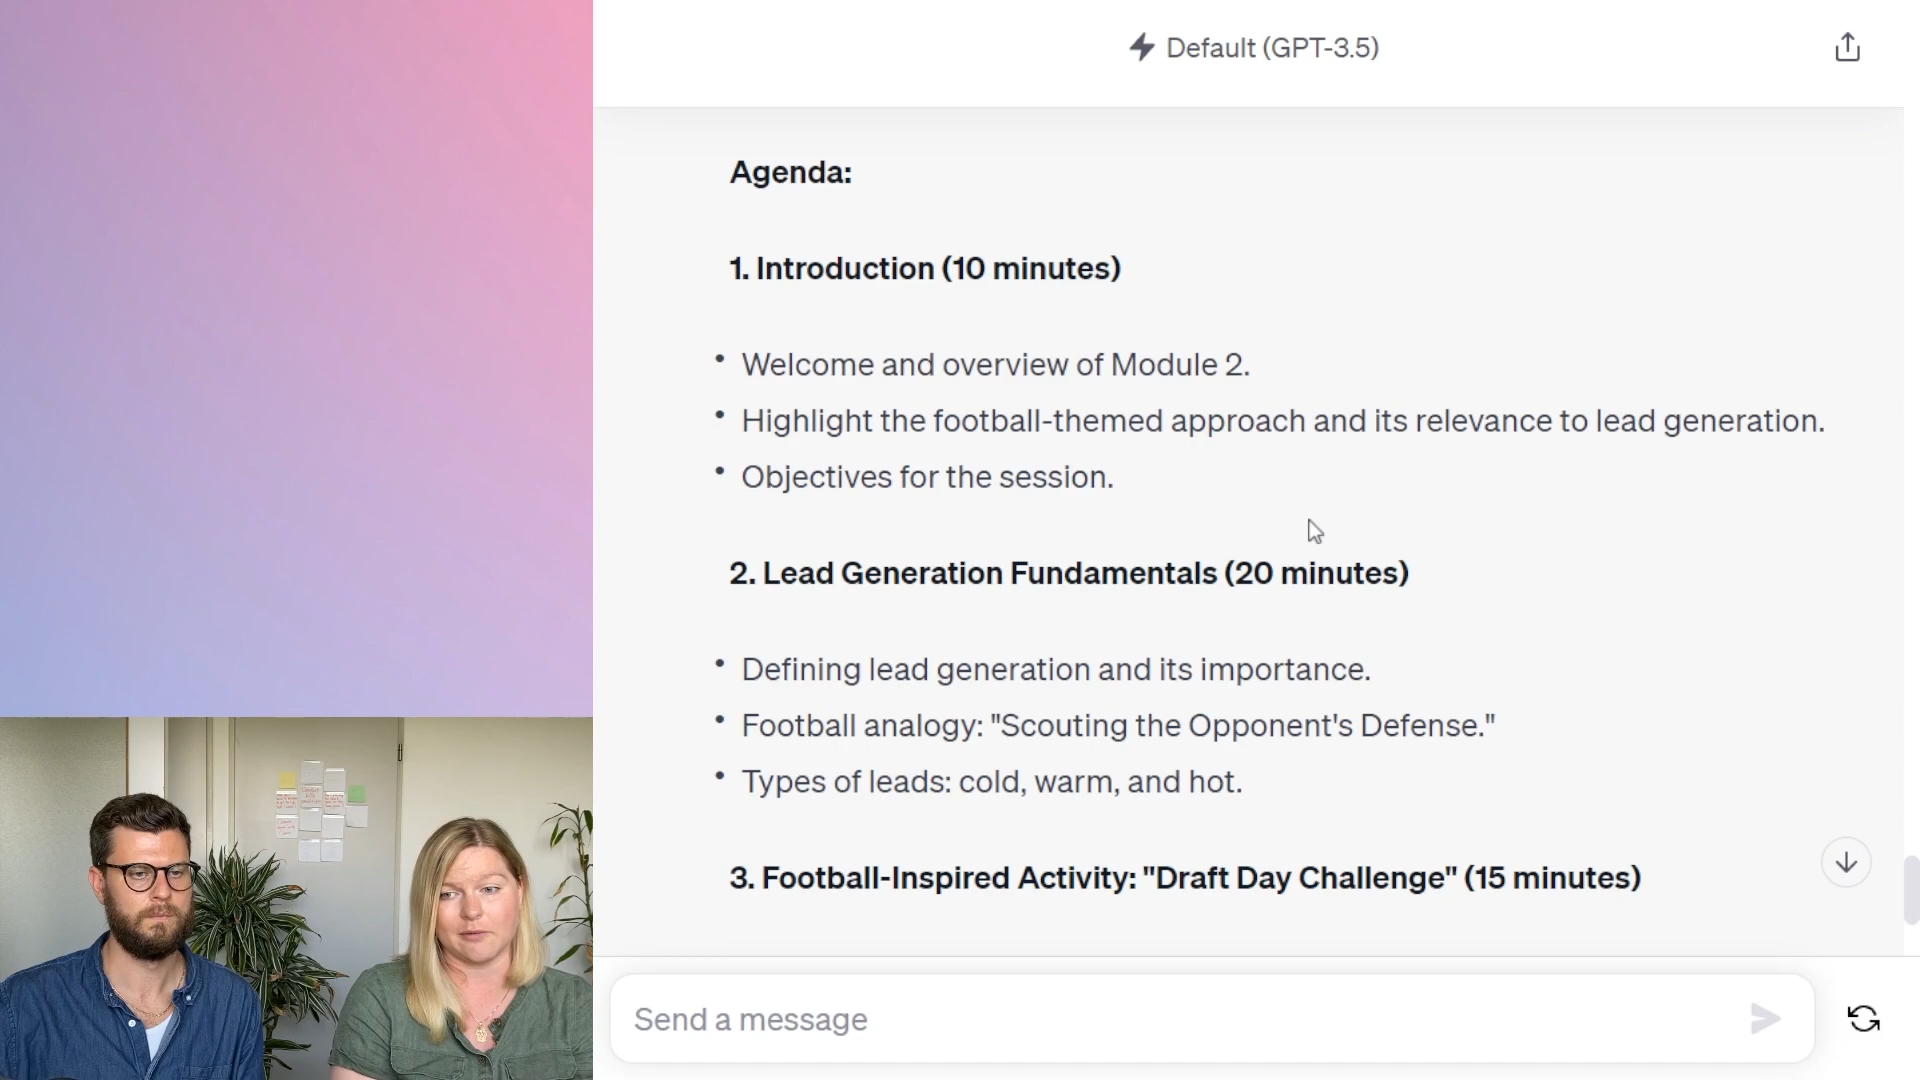 Default (GPT-3.5)
Agenda:
1. Introduction (10 minutes)
• Welcome and overview of Module 2.
• Highlight the football-themed approach and its relevance to lead generation.
• Objectives for the session.
2. Lead Generation Fundamentals (20 minutes)
• Defining lead generation and its importance.
• Football analogy: "Scouting the Opponent's Defense."
• Types of leads: cold, warm, and hot.
3. Football-Inspired Activity: "Draft Day Challenge" (15 minutes)
Send a message